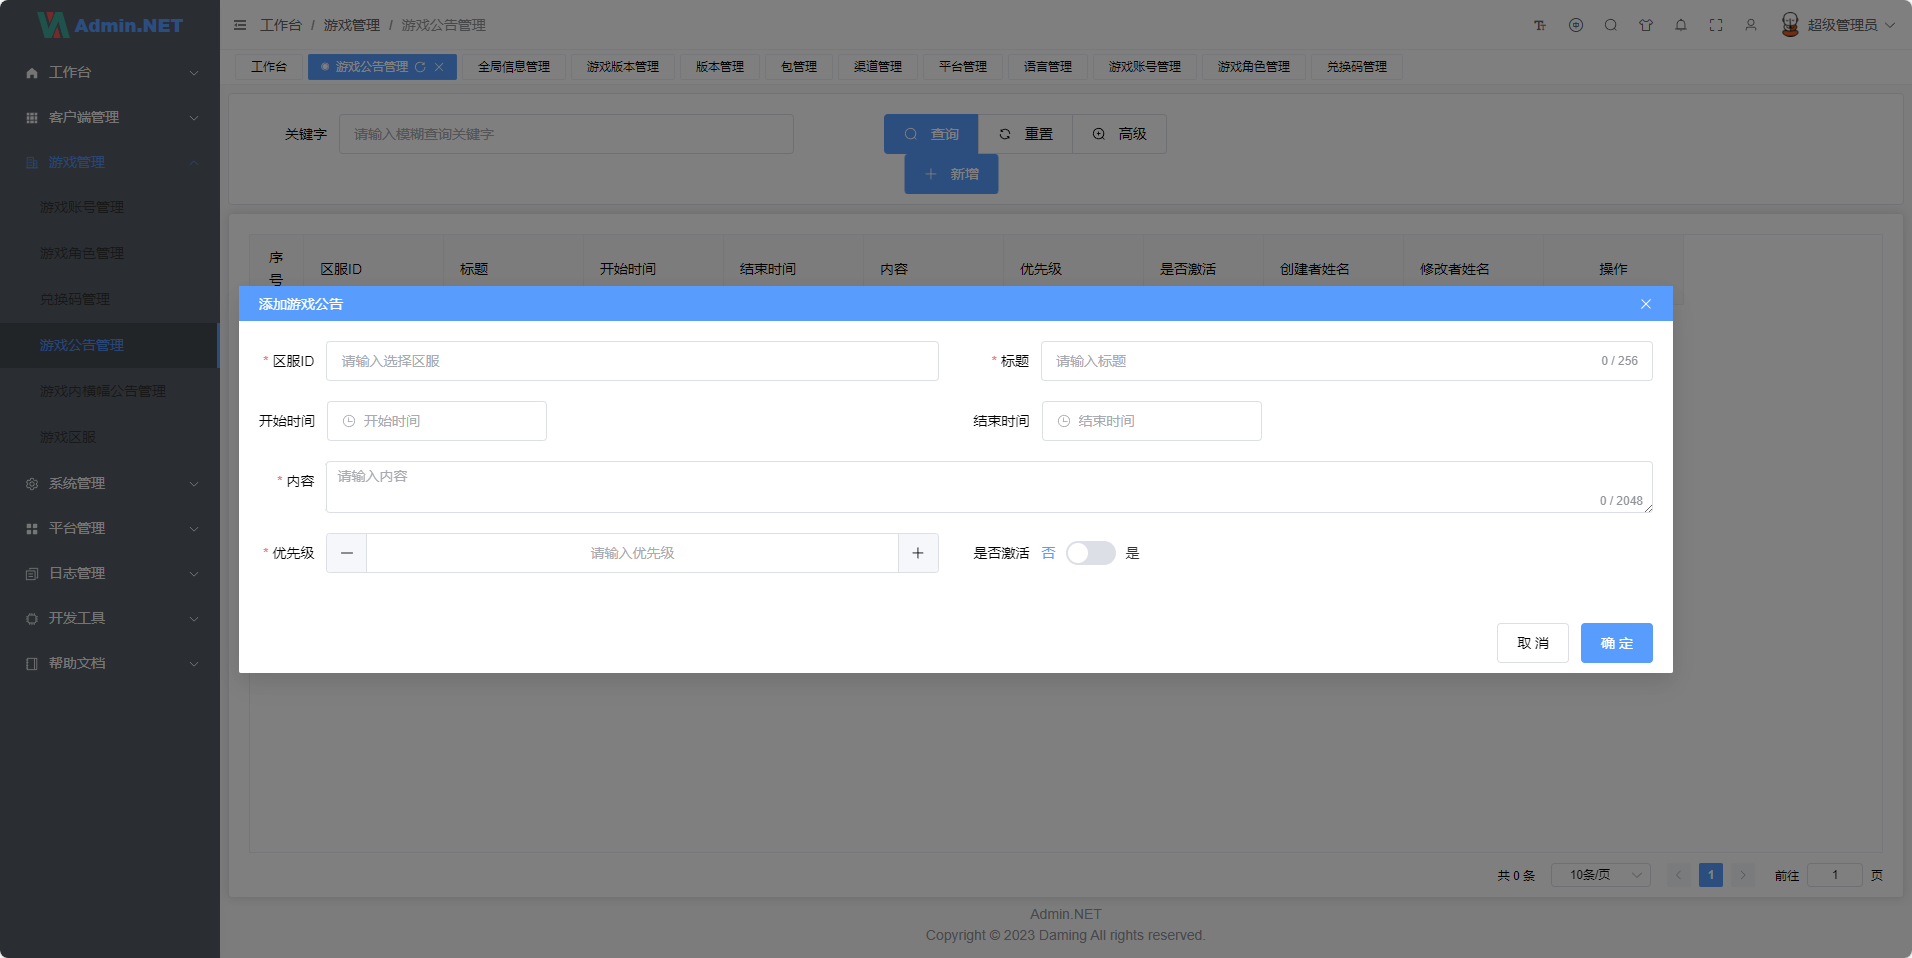 Admin.NET
工作台
客户端管理
游戏管理
游戏账号管理
游戏角色管理
兑换码管理
游戏公告管理
游戏内横幅公告管理
游戏区服
系统管理
平台管理
日志管理
开发工具
帮助文档
工作台 / 游戏管理 / 游戏公告管理
超级管理员
工作台 游戏公告管理 全局信息管理 游戏版本管理 版本管理 包管理 渠道管理 平台管理 语言管理 游戏账号管理 游戏角色管理 兑换码管理
关键字 请输入模糊查询关键字 查询 重置 高级
新增
序号 区服ID 标题 开始时间 结束时间 内容 优先级 是否激活 创建者姓名 修改者姓名 操作
添加游戏公告
* 区服ID 请输入选择区服 * 标题 请输入标题 0 / 256
开始时间 开始时间 结束时间 结束时间
* 内容 请输入内容
0 / 2048
* 优先级 请输入优先级 是否激活 否 是
取 消 确 定
共 0 条 10条/页 1 前往 1 页
Admin.NET
Copyright © 2023 Daming All rights reserved.